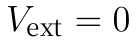 V_ext = 0